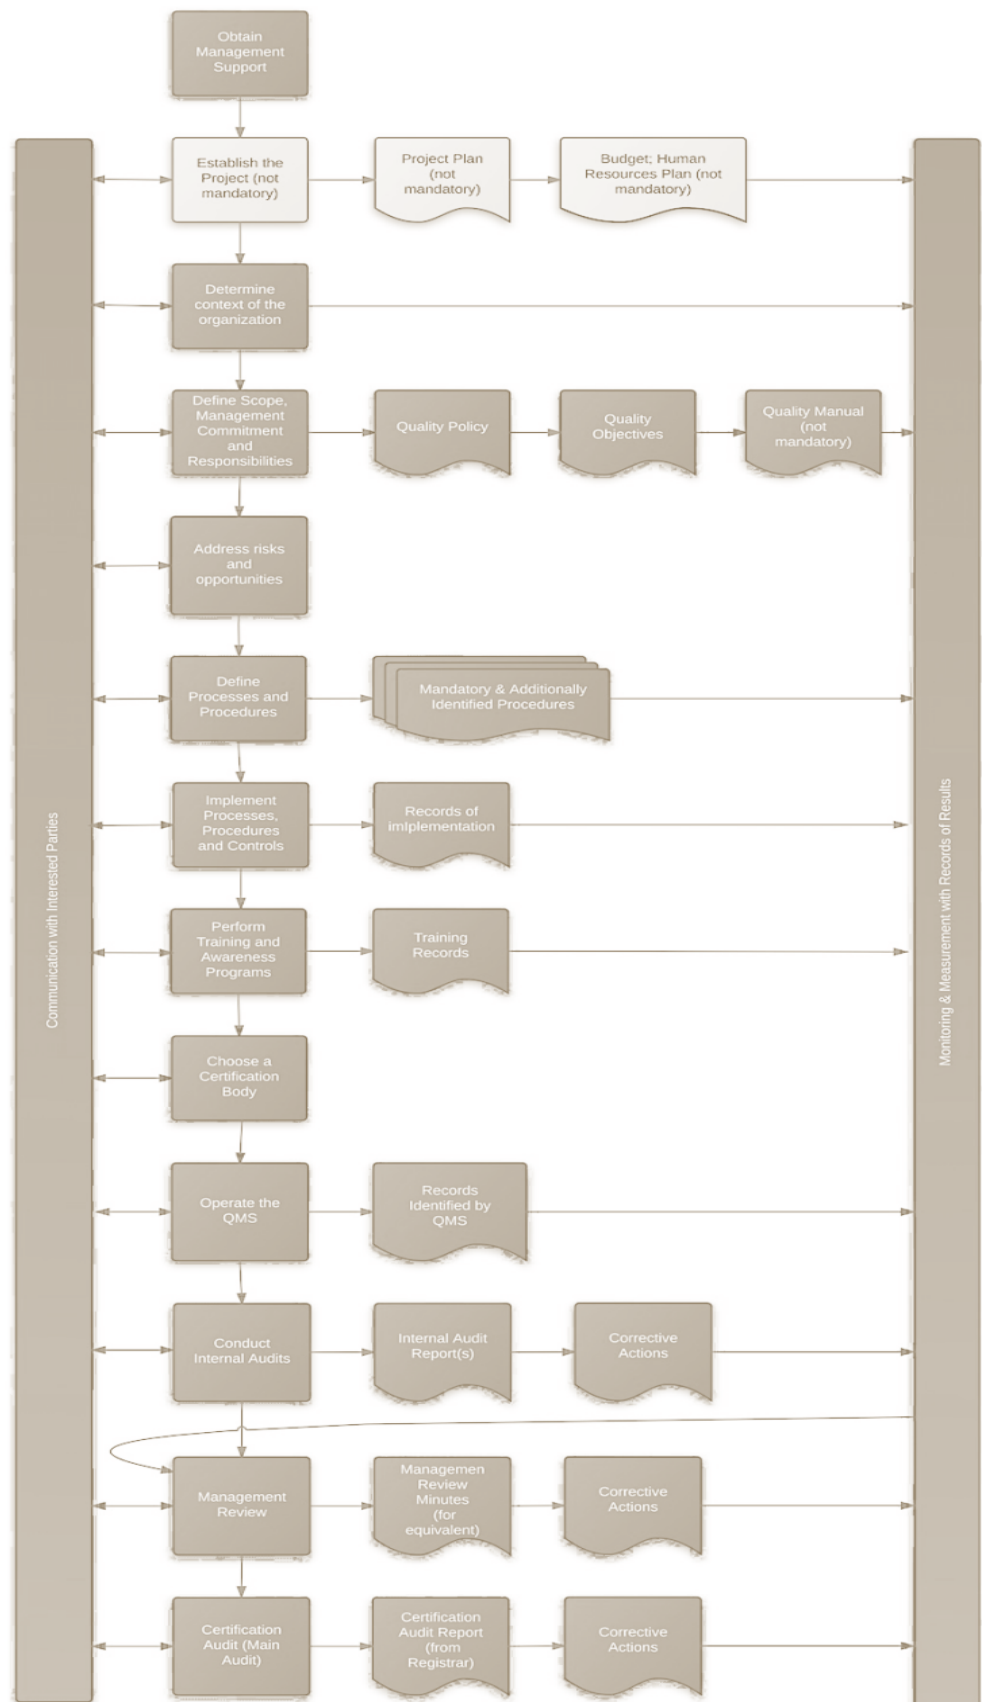 Obtain
Management
Support
Establish the
Project (not
mandatory)
Project Plan
(not
mandatory)
Budget; Human
Resources Plan (not
mandatory)
Determine
context of the
organization
Define Scope,
Management
Commitment
and
Responsibilities
Quality Policy
Quality
Objectives
Quality Manual
(not
mandatory)
Address risks
and
opportunities
Define
Processes and
Procedures
Mandatory & Additionally
Identified Procedures
Implement
Processes,
Procedures
and Controls
Records of
imlplementation
Perform
Training and
Awareness
Programs
Training
Records
Choose a
Certification
Body
Operate the
QMS
Records
Identified by
QMS
Conduct
Internal Audits
Internal Audit
Report(s)
Corrective
Actions
Management
Review
Managemen
Review
Minutes
(for
equivalent)
Corrective
Actions
Certification
Audit (Main
Audit)
Certification
Audit Report
(from
Registrar)
Corrective
Actions
Communication with Interested Parties
Monitoring & Measurement with Records of Results